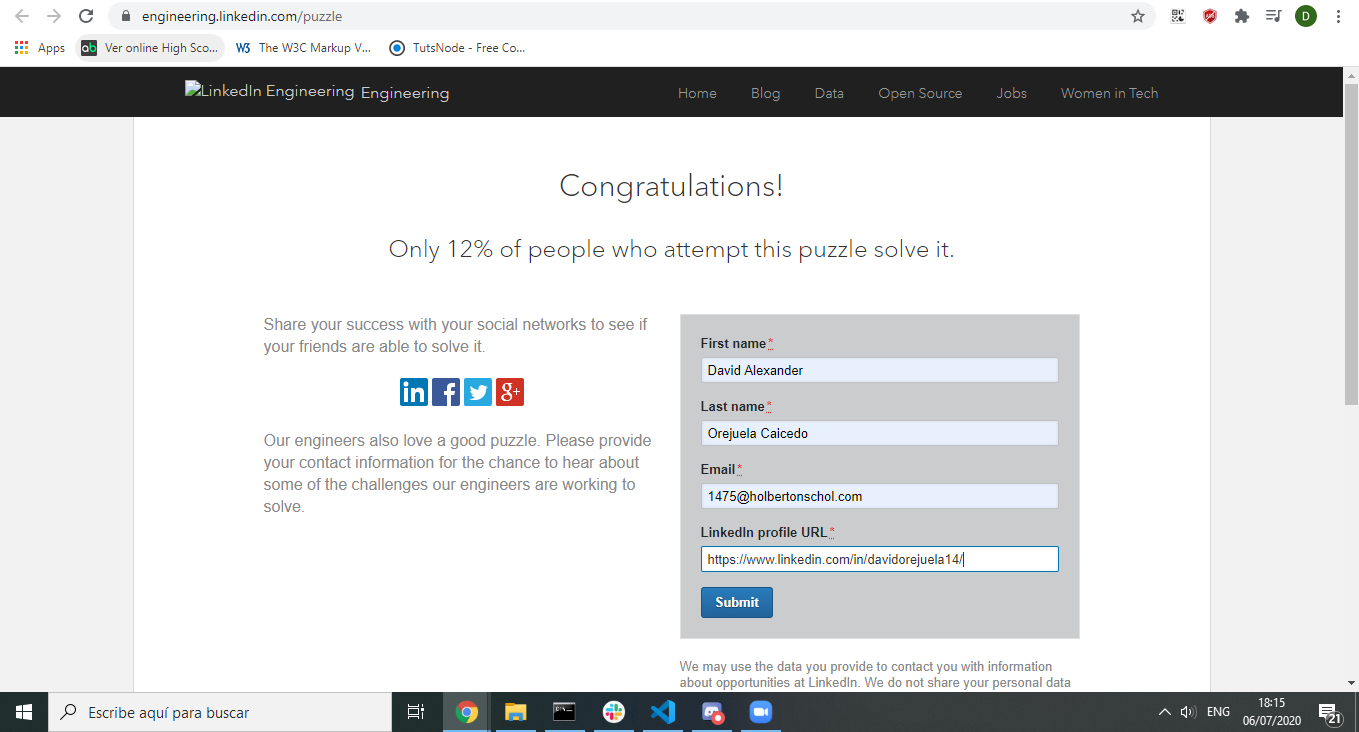 engineering.linkedin.com/puzzle
D
Apps
Ver online High Sco...
W3
The W3C Markup V...
TutsNode - Free Co...
LinkedIn Engineering Engineering
Home
Blog
Data
Open Source
Jobs
Women in Tech
Congratulations!
Only 12% of people who attempt this puzzle solve it.
Share your success with your social networks to see if
your friends are able to solve it.
in
f
g+
Our engineers also love a good puzzle. Please provide
your contact information for the chance to hear about
some of the challenges our engineers are working to
solve.
First name*
David Alexander
Last name*
Orejuela Caicedo
Email*
1475@holbertonschol.com
LinkedIn profile URL*
https://www.linkedin.com/in/davidorejuela14/
Submit
We may use the data you provide to contact you with information
about opportunities at LinkedIn. We do not share your personal data
Escribe aquí para buscar
ENG
18:15
06/07/2020
21